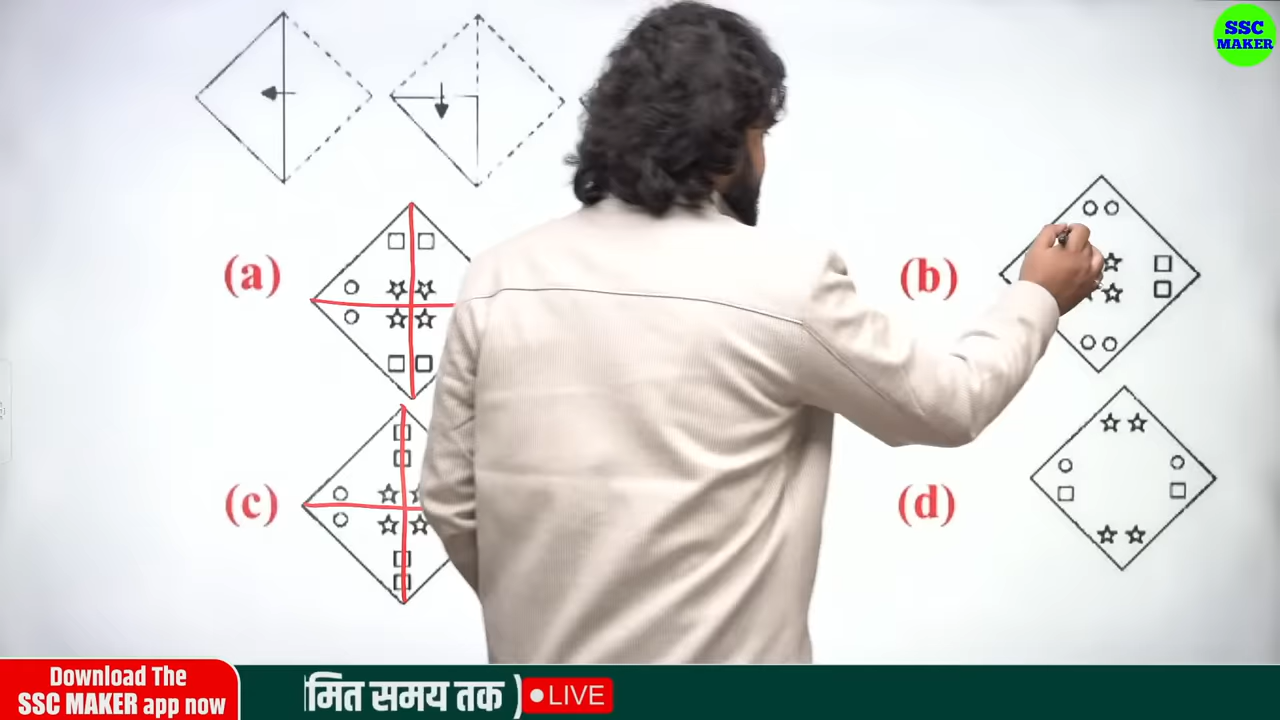 SSC
MAKER
(a)
(b)
(c)
(d)
Download The
SSC MAKER app now
मित समय तक )
LIVE